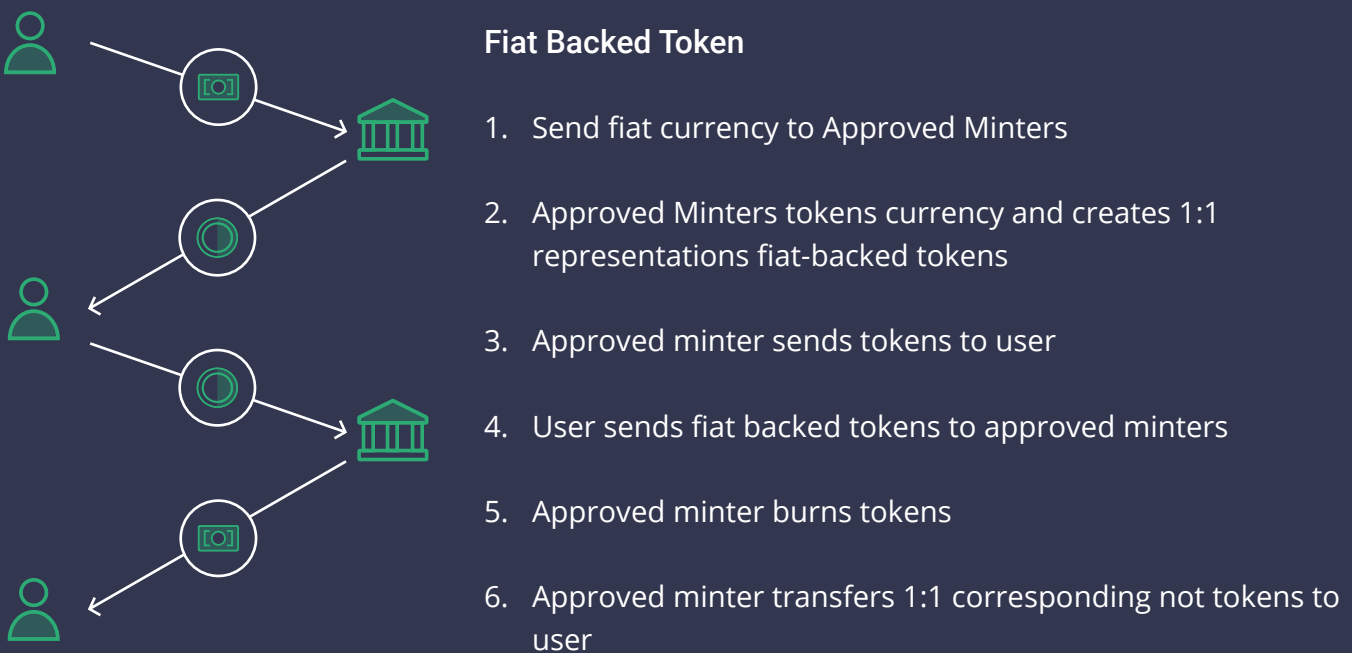 Fiat Backed Token
1. Send fiat currency to Approved Minters
2. Approved Minters tokens currency and creates 1:1
representations fiat-backed tokens
3. Approved minter sends tokens to user
4. User sends fiat backed tokens to approved minters
5. Approved minter burns tokens
6. Approved minter transfers 1:1 corresponding not tokens to
user